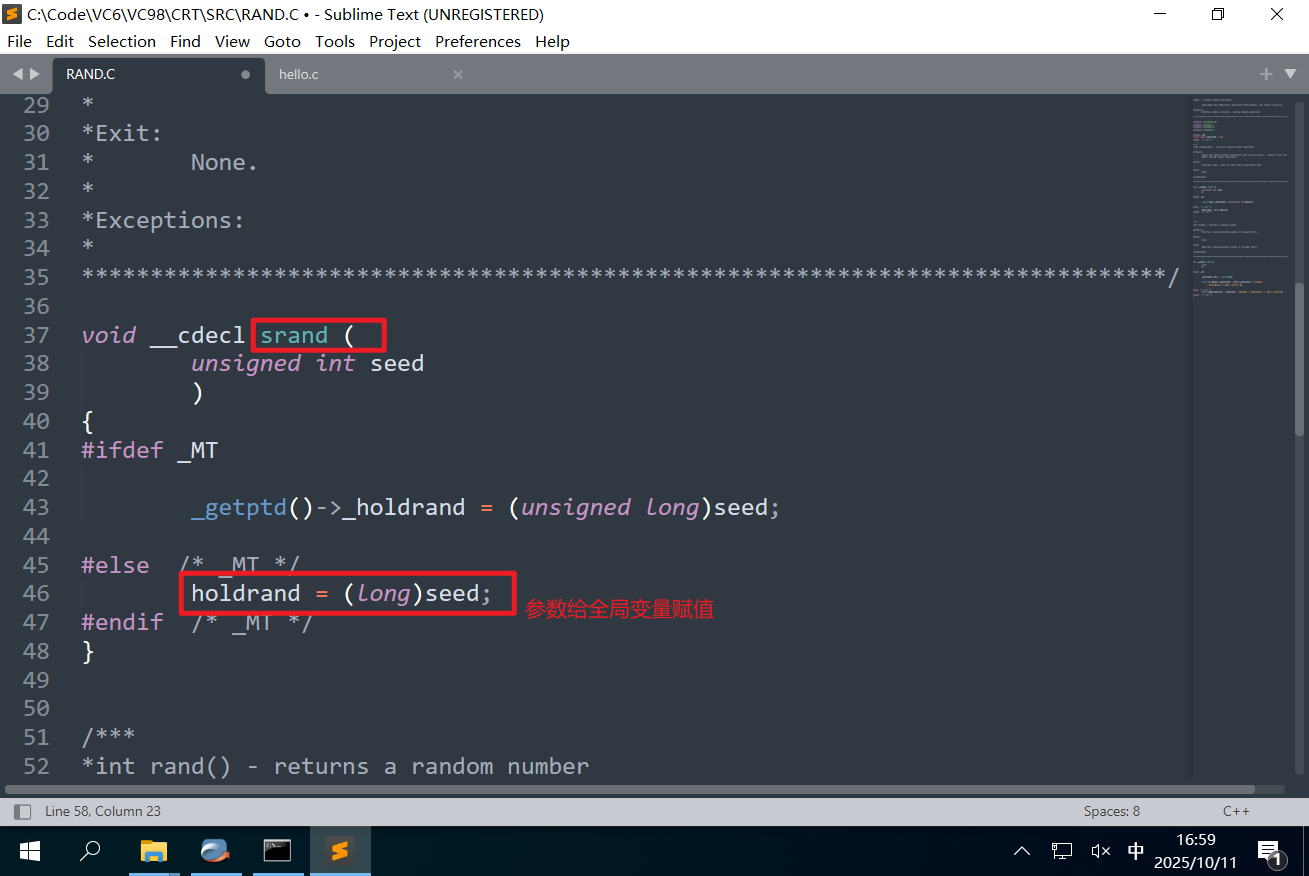 C:\Code\VC6\VC98\CRT\SRC\RAND.C • - Sublime Text (UNREGISTERED)
File Edit Selection Find View Goto Tools Project Preferences Help
RAND.C hello.c
29 *
30 *Exit:
31 *       None.
32 *
33 *Exceptions:
34 *
35 *******************************************************************************/
36
37 void __cdecl srand (
38         unsigned int seed
39         )
40 {
41 #ifdef _MT
42
43         _getptd()->_holdrand = (unsigned long)seed;
44
45 #else  /* _MT */
46         holdrand = (long)seed;
参数给全局变量赋值
47 #endif  /* _MT */
48 }
49
50
51 /***
52 *int rand() - returns a random number
Line 58, Column 23 Spaces: 8 C++
中 16:59
2025/10/11 1